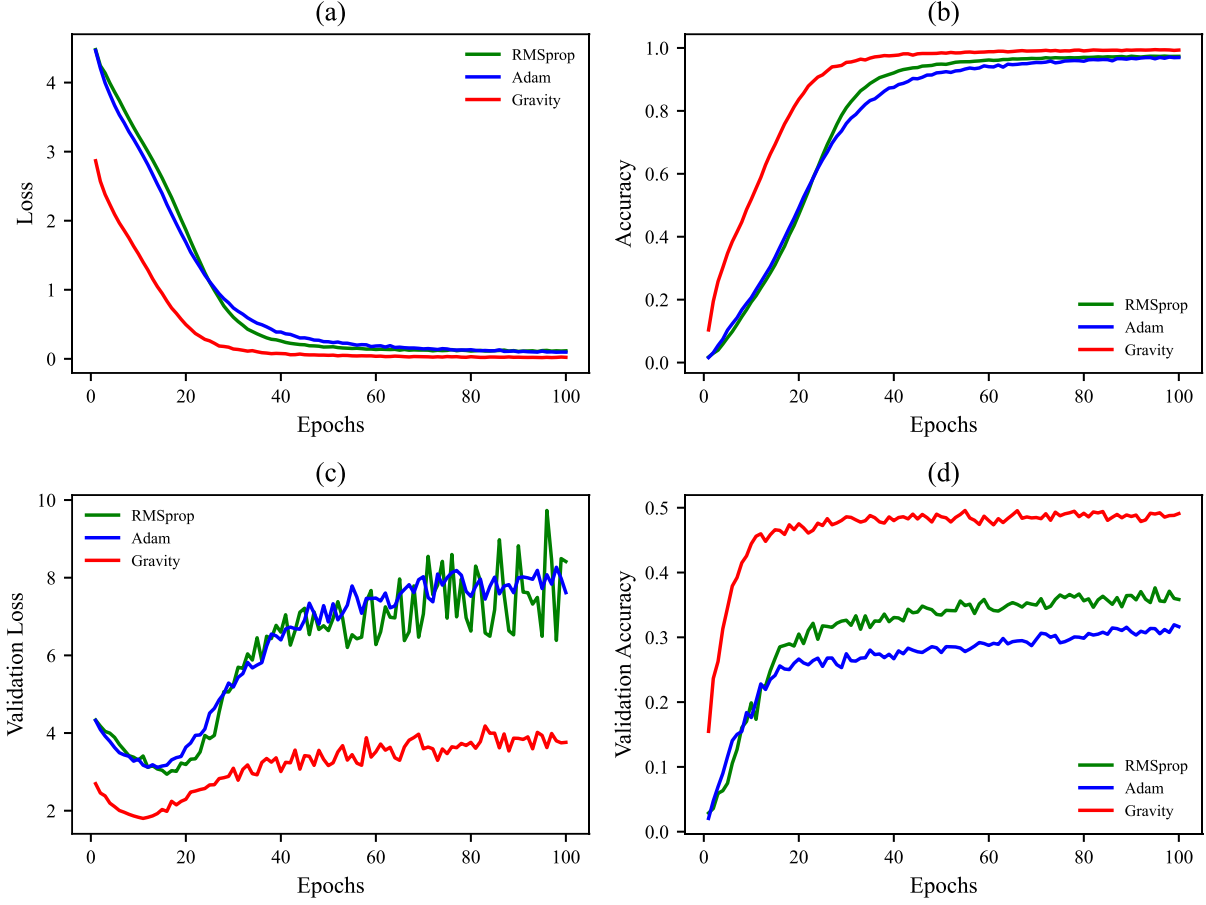 (a)
Loss
4
3
2
1
0
RMSprop
Adam
Gravity
0 20 40 60 80 100
Epochs
(b)
Accuracy
1.0
0.8
0.6
0.4
0.2
0.0
RMSprop
Adam
Gravity
0 20 40 60 80 100
Epochs
(c)
Validation Loss
10
8
6
4
2
RMSprop
Adam
Gravity
0 20 40 60 80 100
Epochs
(d)
Validation Accuracy
0.5
0.4
0.3
0.2
0.1
0.0
RMSprop
Adam
Gravity
0 20 40 60 80 100
Epochs